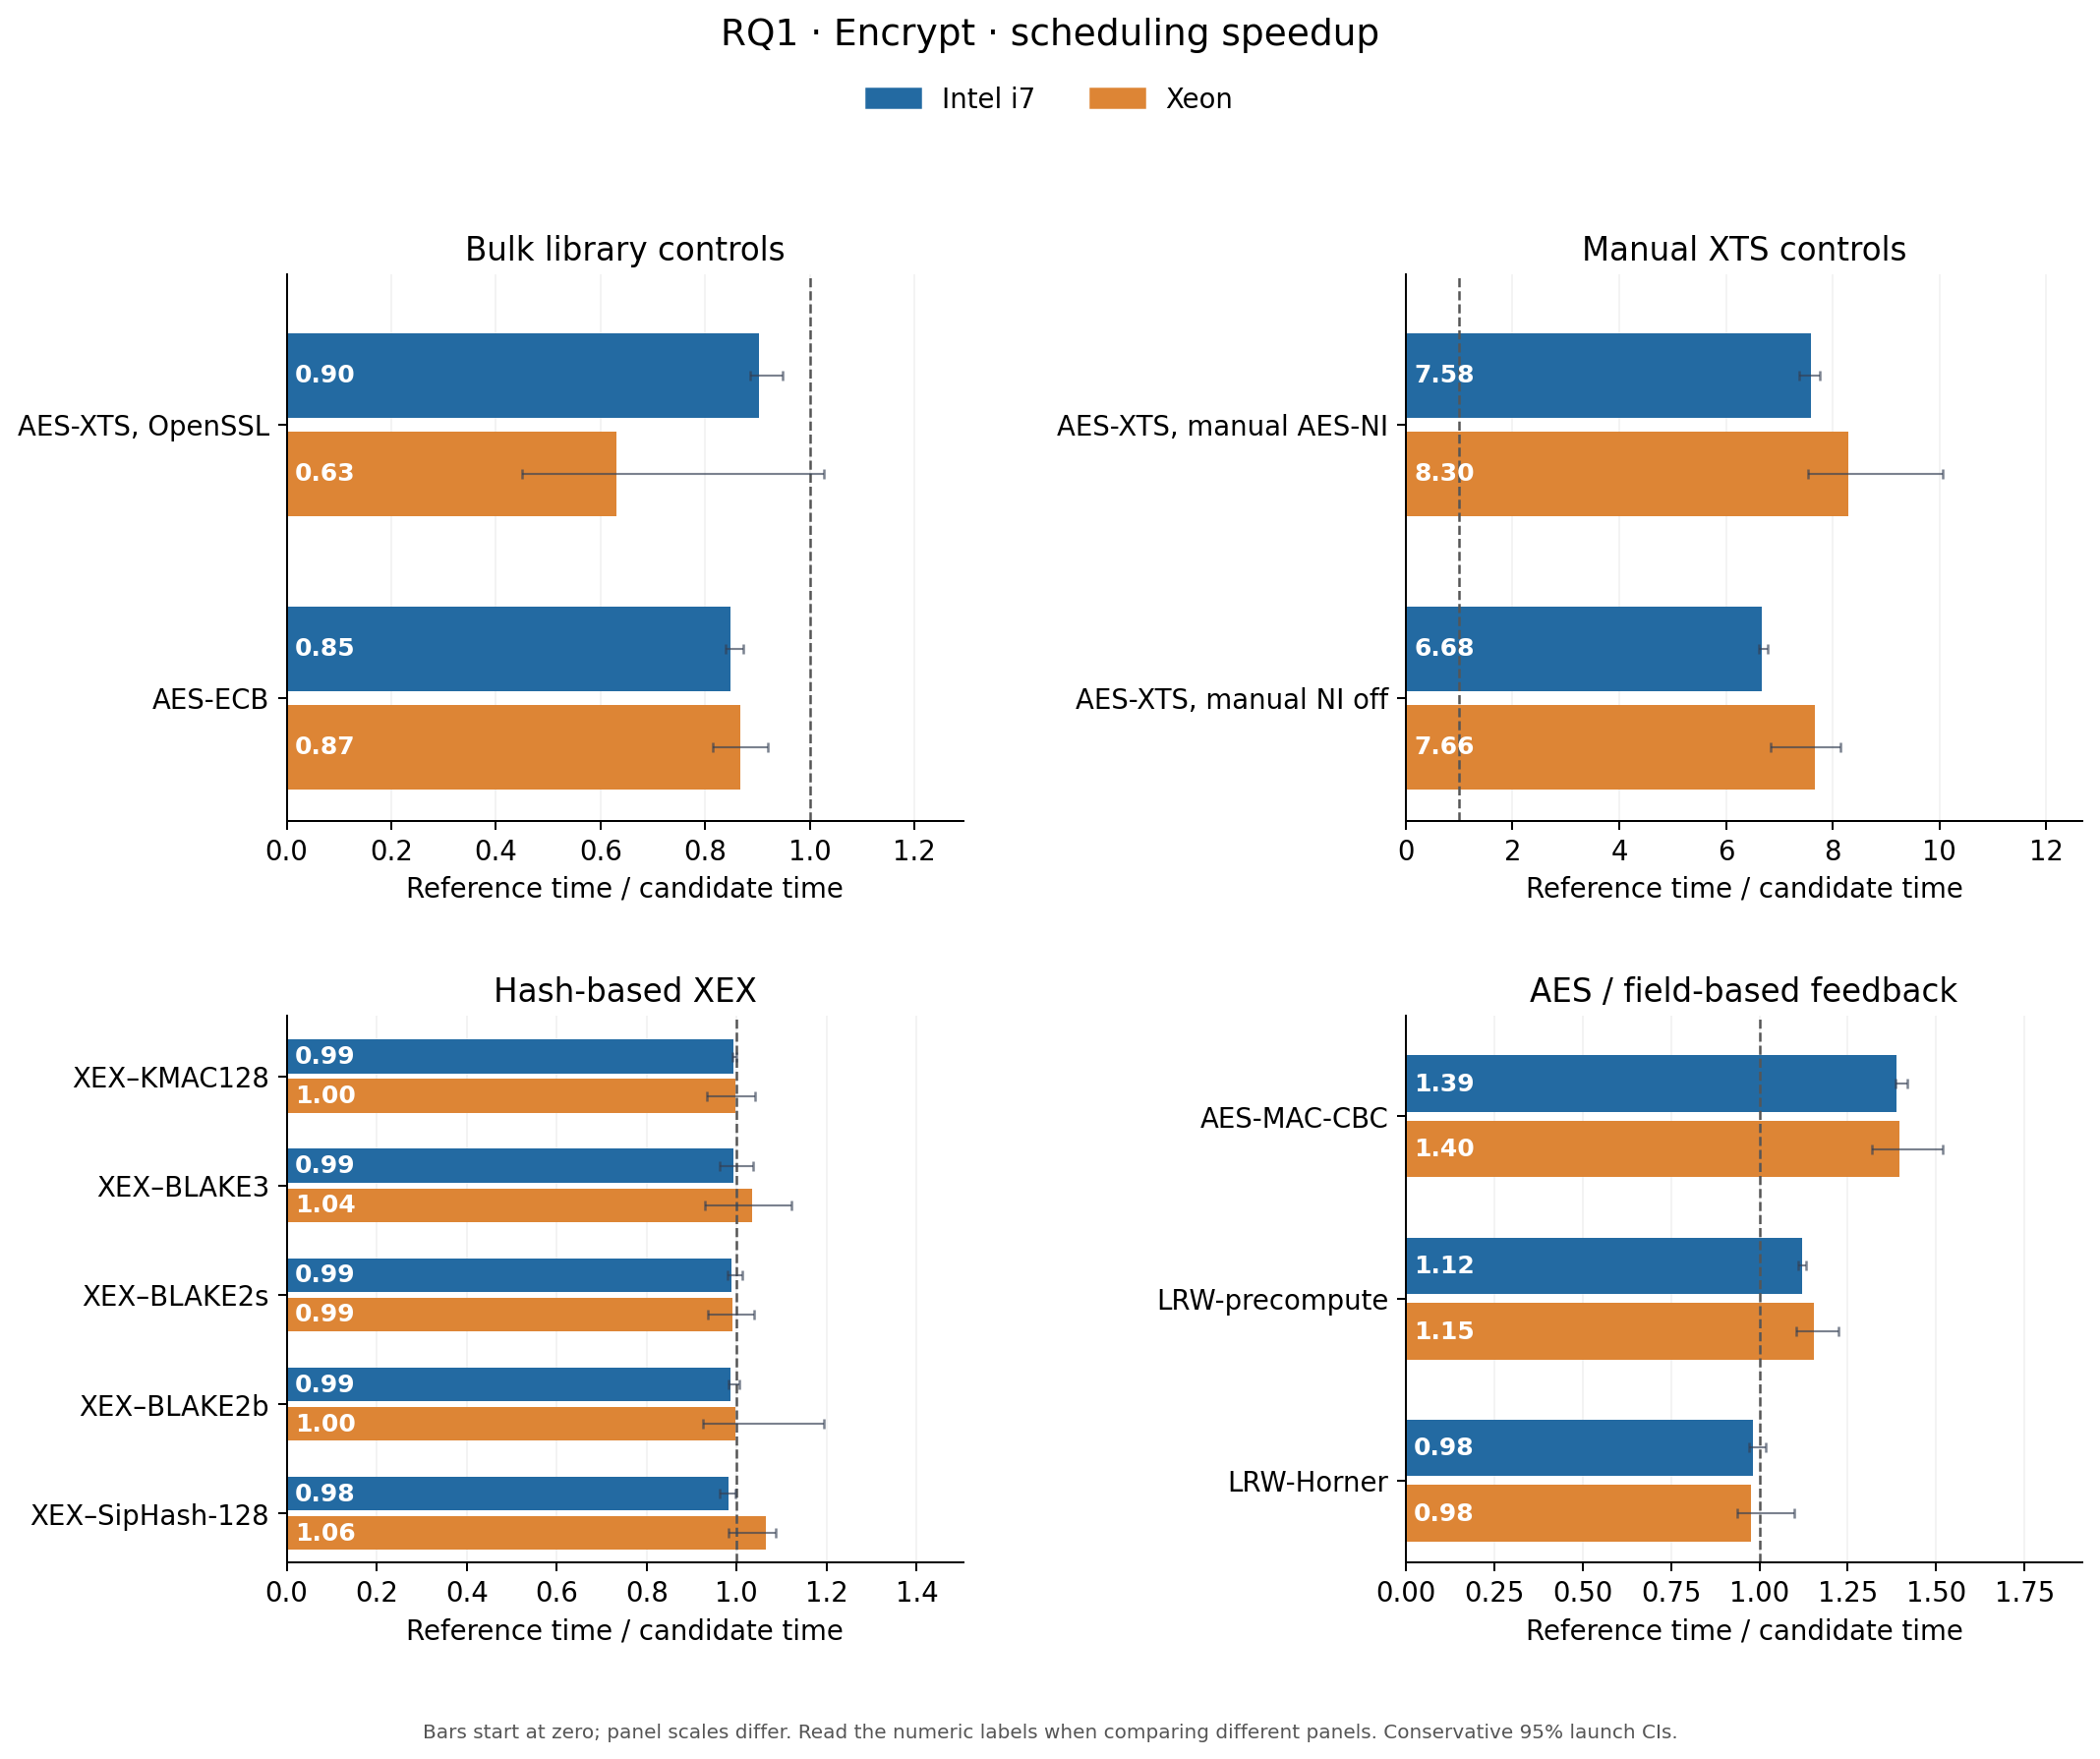 RQ1 · Encrypt · scheduling speedup
Intel i7
Xeon
Bulk library controls
AES-XTS, OpenSSL
0.90
0.63
AES-ECB
0.85
0.87
0.0 0.2 0.4 0.6 0.8 1.0 1.2
Reference time / candidate time
Manual XTS controls
AES-XTS, manual AES-NI
7.58
8.30
AES-XTS, manual NI off
6.68
7.66
0 2 4 6 8 10 12
Reference time / candidate time
Hash-based XEX
XEX–KMAC128
0.99
1.00
XEX–BLAKE3
0.99
1.04
XEX–BLAKE2s
0.99
0.99
XEX–BLAKE2b
0.99
1.00
XEX–SipHash-128
0.98
1.06
0.0 0.2 0.4 0.6 0.8 1.0 1.2 1.4
Reference time / candidate time
AES / field-based feedback
AES-MAC-CBC
1.39
1.40
LRW-precompute
1.12
1.15
LRW-Horner
0.98
0.98
0.00 0.25 0.50 0.75 1.00 1.25 1.50 1.75
Reference time / candidate time
Bars start at zero; panel scales differ. Read the numeric labels when comparing different panels. Conservative 95% launch CIs.